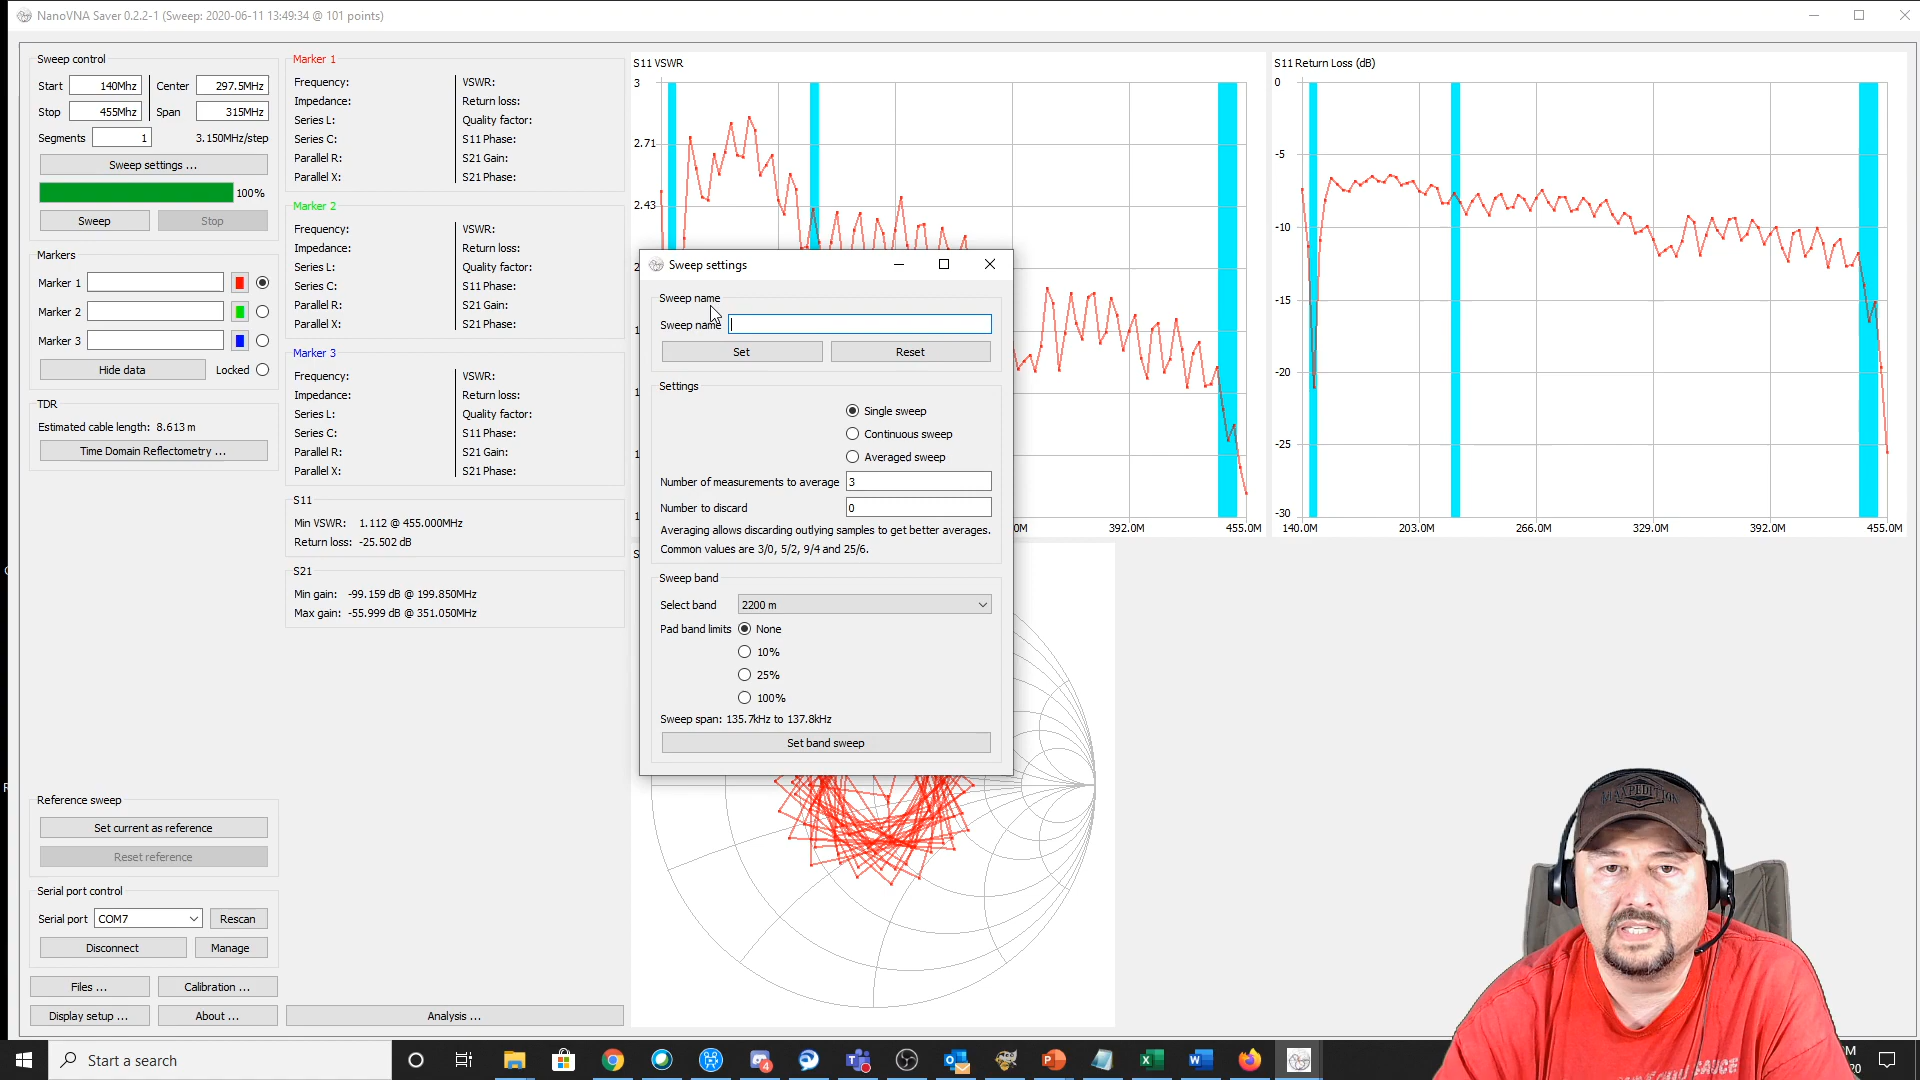 NanoVNA Saver 0.2.2-1 (Sweep: 2020-06-11 13:49:34 @ 101 points)
Sweep control
Start 140Mhz Center 297.5MHz
Stop 455Mhz Span 315MHz
Segments 1 3.150MHz/step
Sweep settings ...
100%
Sweep Stop
Markers
Marker 1
Marker 2
Marker 3
Hide data Locked
TDR
Estimated cable length: 8.613 m
Time Domain Reflectometry ...
Reference sweep
Set current as reference
Reset reference
Serial port control
Serial port COM7 Rescan
Disconnect Manage
Files ... Calibration ...
Display setup ... About ...
Marker 1
Frequency: VSWR:
Impedance: Return loss:
Series L: Quality factor:
Series C: S11 Phase:
Parallel R: S21 Gain:
Parallel X: S21 Phase:
Marker 2
Frequency: VSWR:
Impedance: Return loss:
Series L: Quality factor:
Series C: S11 Phase:
Parallel R: S21 Gain:
Parallel X: S21 Phase:
Marker 3
Frequency: VSWR:
Impedance: Return loss:
Series L: Quality factor:
Series C: S11 Phase:
Parallel R: S21 Gain:
Parallel X: S21 Phase:
S11
Min VSWR: 1.112 @ 455.000MHz
Return loss: -25.502 dB
S21
Min gain: -99.159 dB @ 199.850MHz
Max gain: -55.999 dB @ 351.050MHz
Analysis ...
S11 VSWR
3
2.71
2.43
392.0M 455.0M
Sweep settings
Sweep name
Sweep name
Set Reset
Settings
Single sweep
Continuous sweep
Averaged sweep
Number of measurements to average 3
Number to discard 0
Averaging allows discarding outlying samples to get better averages.
Common values are 3/0, 5/2, 9/4 and 25/6.
Sweep band
Select band 2200 m
Pad band limits None
10%
25%
100%
Sweep span: 135.7kHz to 137.8kHz
Set band sweep
S11 Return Loss (dB)
0
-5
-10
-15
-20
-25
-30
140.0M 203.0M 266.0M 329.0M 392.0M 455.0M
Start a search
4